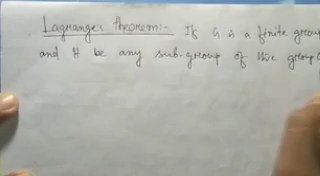 Lagranges theorem:- If G is a finite group
and H be any sub-group of the group G